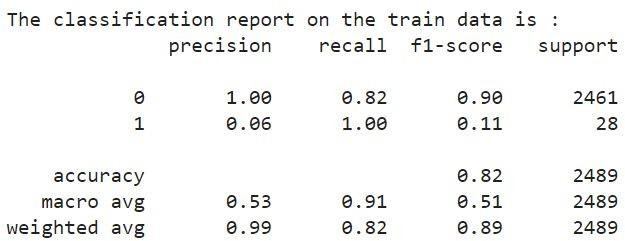 The classification report on the train data is :
precision recall f1-score support
0 1.00 0.82 0.90 2461
1 0.06 1.00 0.11 28
accuracy 0.82 2489
macro avg 0.53 0.91 0.51 2489
weighted avg 0.99 0.82 0.89 2489